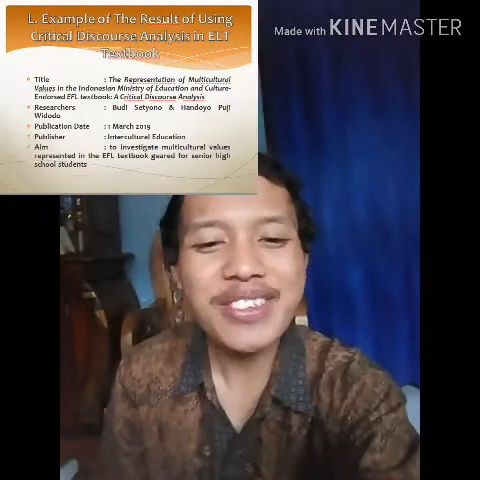 L. Example of The Result of Using
Critical Discourse Analysis in ELT
Textbook
Title : The Representation of Multicultural
Values in the Indonesian Ministry of Education and Culture-
Endorsed EFL textbook: A Critical Discourse Analysis
Researchers : Budi Setyono & Handoyo Puji
Widodo
Publication Date : 1 March 2019
Publisher : Intercultural Education
Aim : to investigate multicultural values
represented in the EFL textbook geared for senior high
school students
Made with KINEMASTER